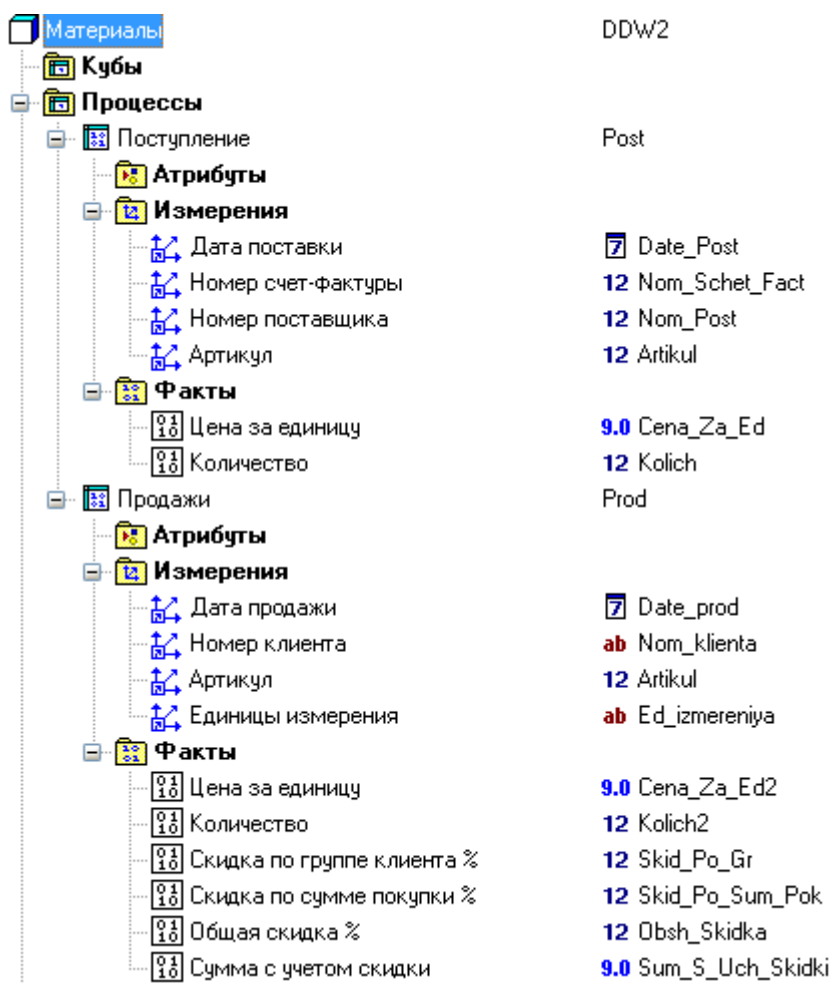 Материалы DDW2
Кубы
Процессы
Поступление Post
Атрибуты
Измерения
Дата поставки 7 Date_Post
Номер счет-фактуры 12 Nom_Schet_Fact
Номер поставщика 12 Nom_Post
Артикул 12 Artikul
Факты
Цена за единицу 9.0 Cena_Za_Ed
Количество 12 Kolich
Продажи Prod
Атрибуты
Измерения
Дата продажи 7 Date_prod
Номер клиента ab Nom_klienta
Артикул 12 Artikul
Единицы измерения ab Ed_izmereniya
Факты
Цена за единицу 9.0 Cena_Za_Ed2
Количество 12 Kolich2
Скидка по группе клиента % 12 Skid_Po_Gr
Скидка по сумме покупки % 12 Skid_Po_Sum_Pok
Общая скидка % 12 Obsh_Skidka
Сумма с учетом скидки 9.0 Sum_S_Uch_Skidki